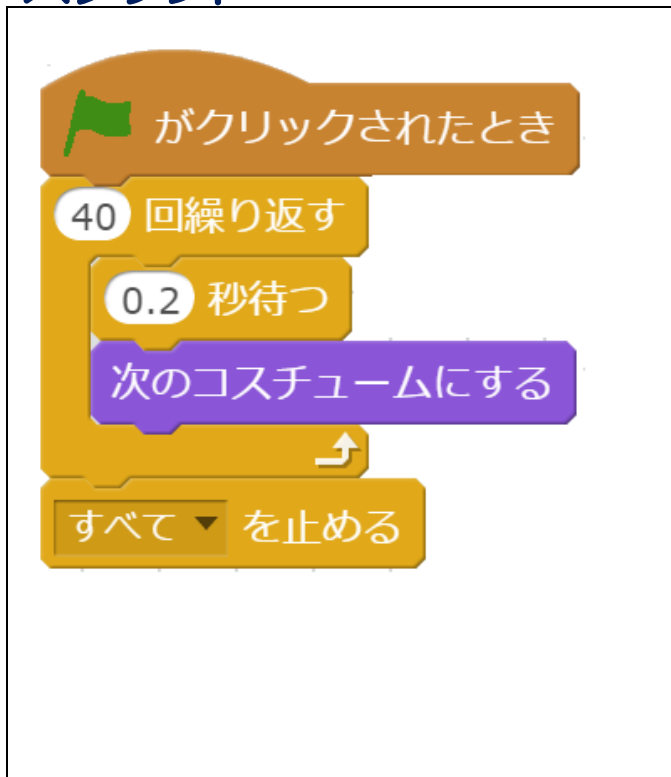 がクリックされたとき
40 回繰り返す
0.2 秒待つ
次のコスチュームにする
すべて を止める